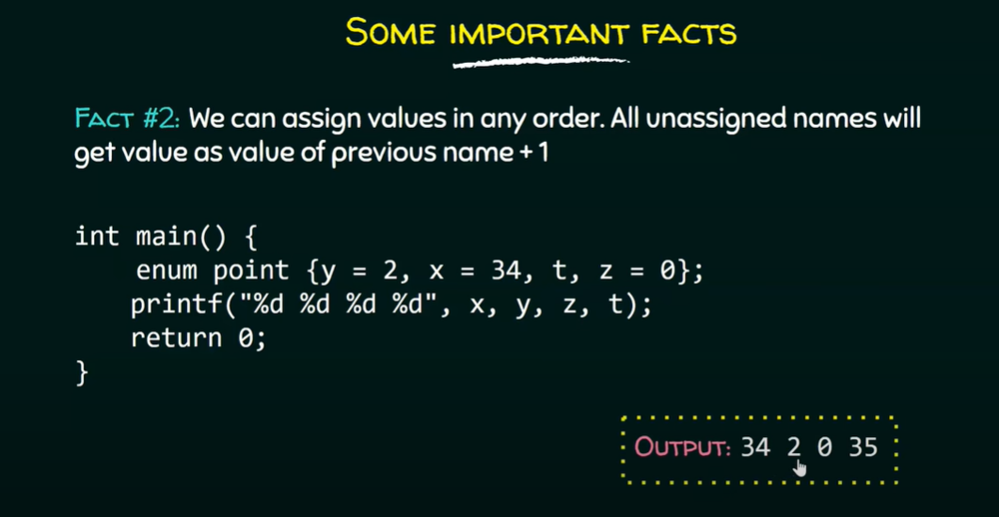 SOME IMPORTANT FACTS
FACT #2: We can assign values in any order. All unassigned names will
get value as value of previous name + 1
int main() {
    enum point {y = 2, x = 34, t, z = 0};
    printf("%d %d %d %d", x, y, z, t);
    return 0;
}
OUTPUT: 34 2 0 35